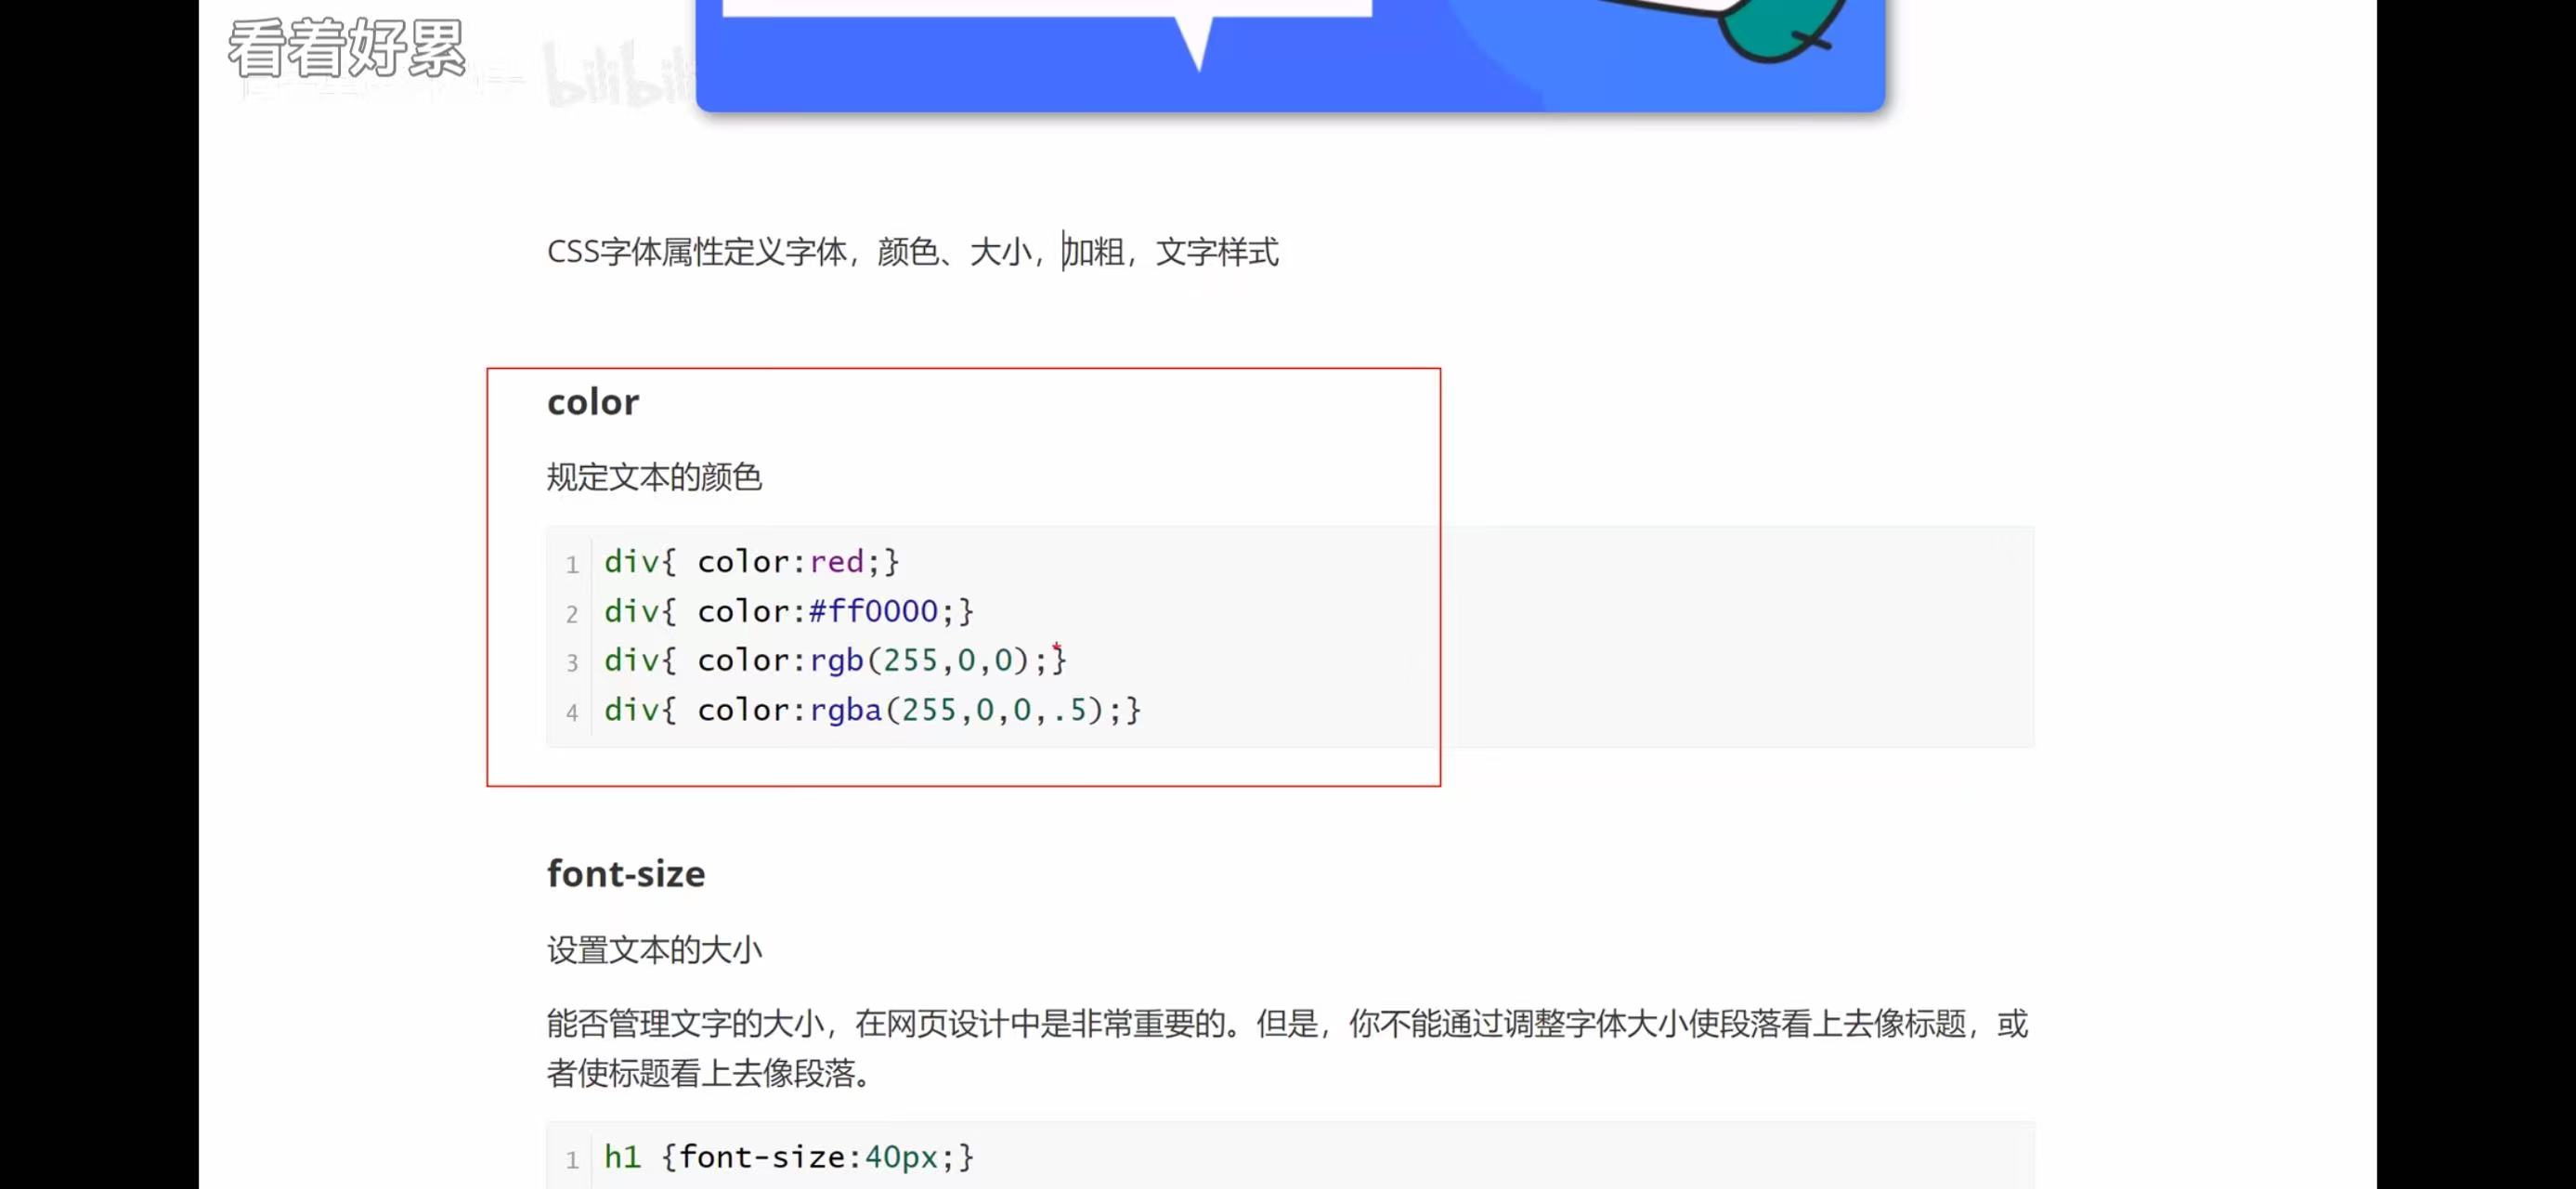 看着好累
bilibili
CSS字体属性定义字体，颜色、大小，加粗，文字样式
color
规定文本的颜色
1 div{ color:red;}
2 div{ color:#ff0000;}
3 div{ color:rgb(255,0,0);}
4 div{ color:rgba(255,0,0,.5);}
font-size
设置文本的大小
能否管理文字的大小，在网页设计中是非常重要的。但是，你不能通过调整字体大小使段落看上去像标题，或
者使标题看上去像段落。
1 h1 {font-size:40px;}